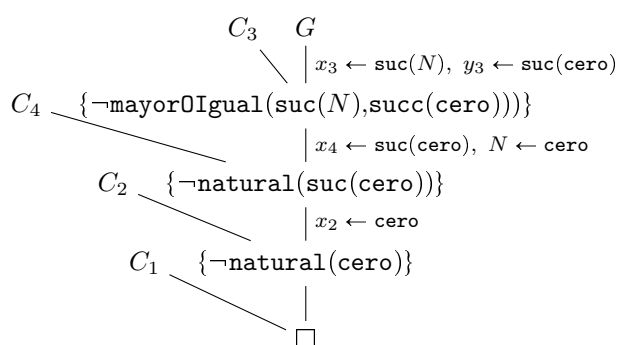 C₃ G
x₃ ← suc(N), y₃ ← suc(cero)
C₄ {¬mayorOIgual(suc(N),succ(cero)))}
x₄ ← suc(cero), N ← cero
C₂ {¬natural(suc(cero))}
x₂ ← cero
C₁ {¬natural(cero)}
□